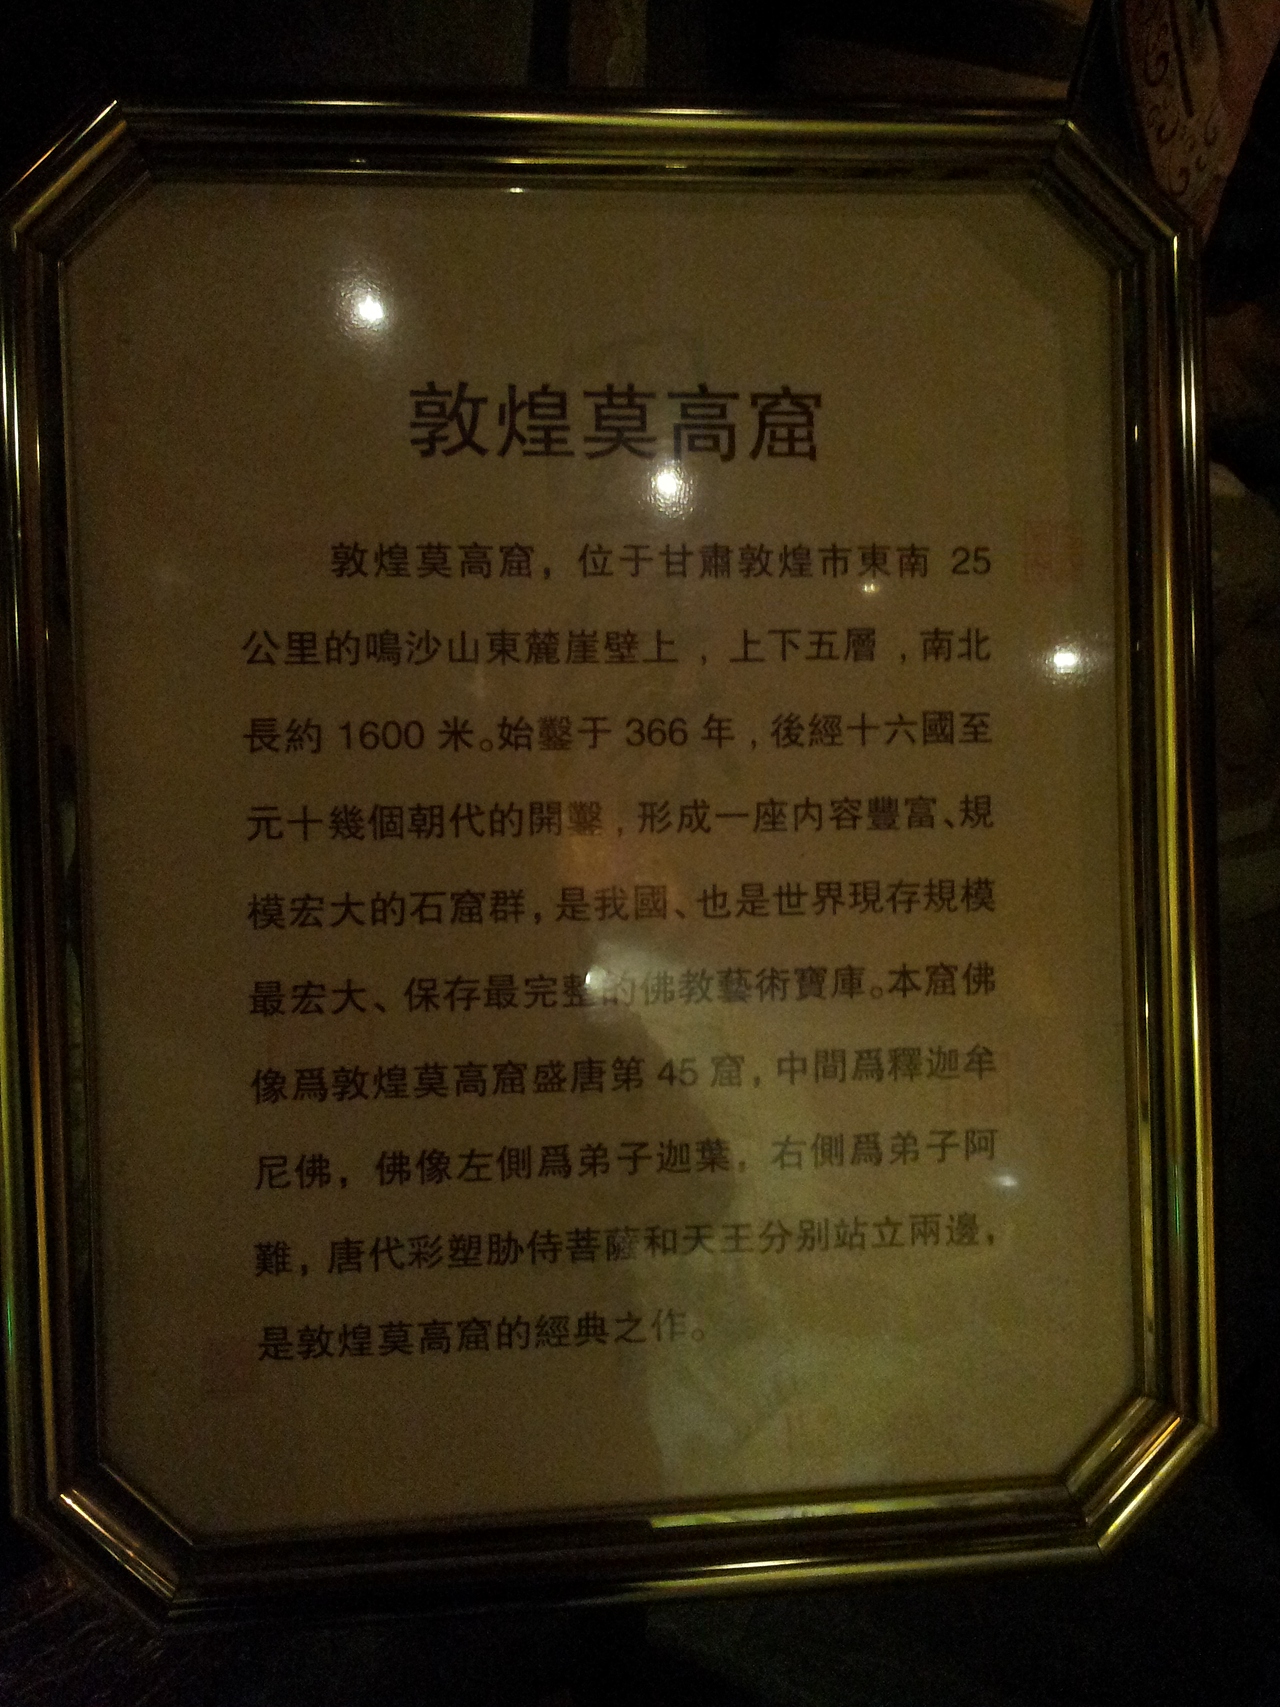 敦煌莫高窟
敦煌莫高窟，位于甘肅敦煌市東南 25
公里的鳴沙山東麓崖壁上，上下五層，南北
長約 1600 米。始鑿于 366 年，後經十六國至
元十幾個朝代的開鑿，形成一座内容豐富、規
模宏大的石窟群，是我國、也是世界現存規模
最宏大、保存最完整的佛教藝術寶庫。本窟佛
像爲敦煌莫高窟盛唐第 45 窟，中間爲釋迦牟
尼佛，佛像左側爲弟子迦葉，右側爲弟子阿
難，唐代彩塑胁侍菩薩和天王分别站立兩邊，
是敦煌莫高窟的經典之作。